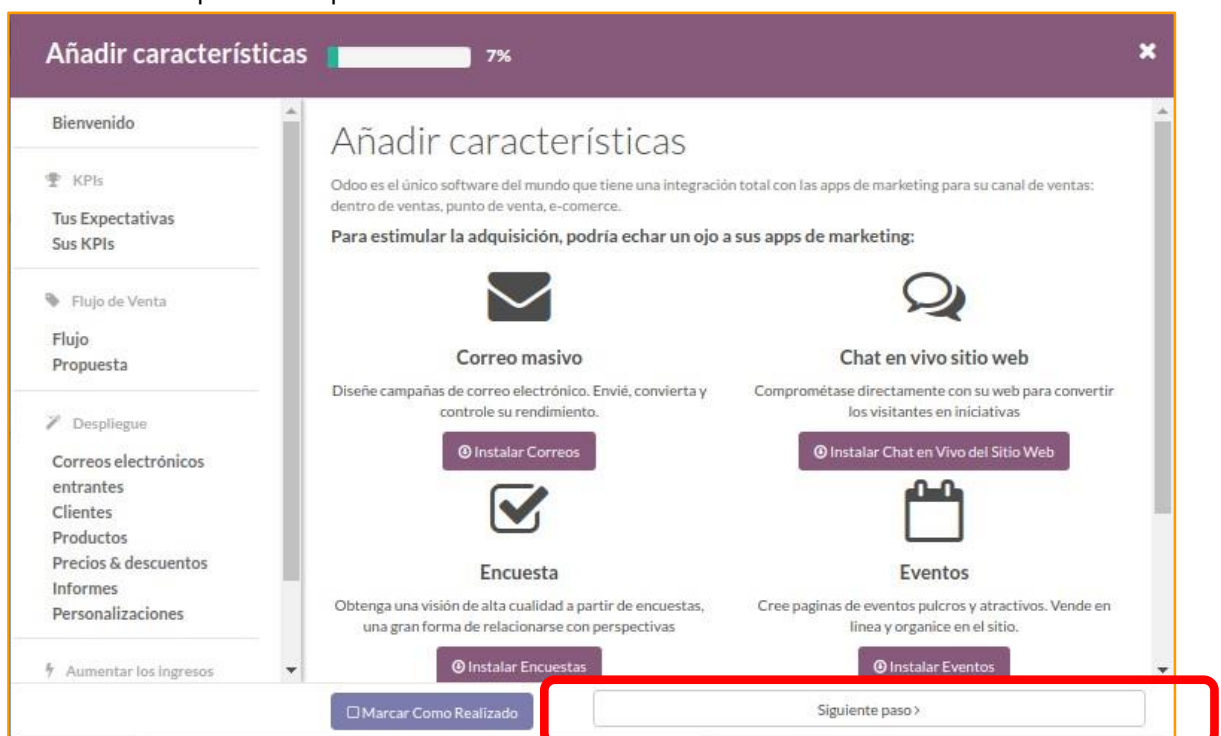 Añadir características 7%
Bienvenido
KPIs
Tus Expectativas
Sus KPIs
Flujo de Venta
Flujo
Propuesta
Despliegue
Correos electrónicos
entrantes
Clientes
Productos
Precios & descuentos
Informes
Personalizaciones
Aumentar los ingresos
Añadir características
Odoo es el único software del mundo que tiene una integración total con las apps de marketing para su canal de ventas:
dentro de ventas, punto de venta, e-comerce.
Para estimular la adquisición, podría echar un ojo a sus apps de marketing:
Correo masivo
Diseñe campañas de correo electrónico. Envié, convierta y
controle su rendimiento.
Instalar Correos
Chat en vivo sitio web
Comprométase directamente con su web para convertir
los visitantes en iniciativas
Instalar Chat en Vivo del Sitio Web
Encuesta
Obtenga una visión de alta cualidad a partir de encuestas,
una gran forma de relacionarse con perspectivas
Instalar Encuestas
Eventos
Cree paginas de eventos pulcros y atractivos. Vende en
línea y organice en el sitio.
Instalar Eventos
Marcar Como Realizado
Siguiente paso